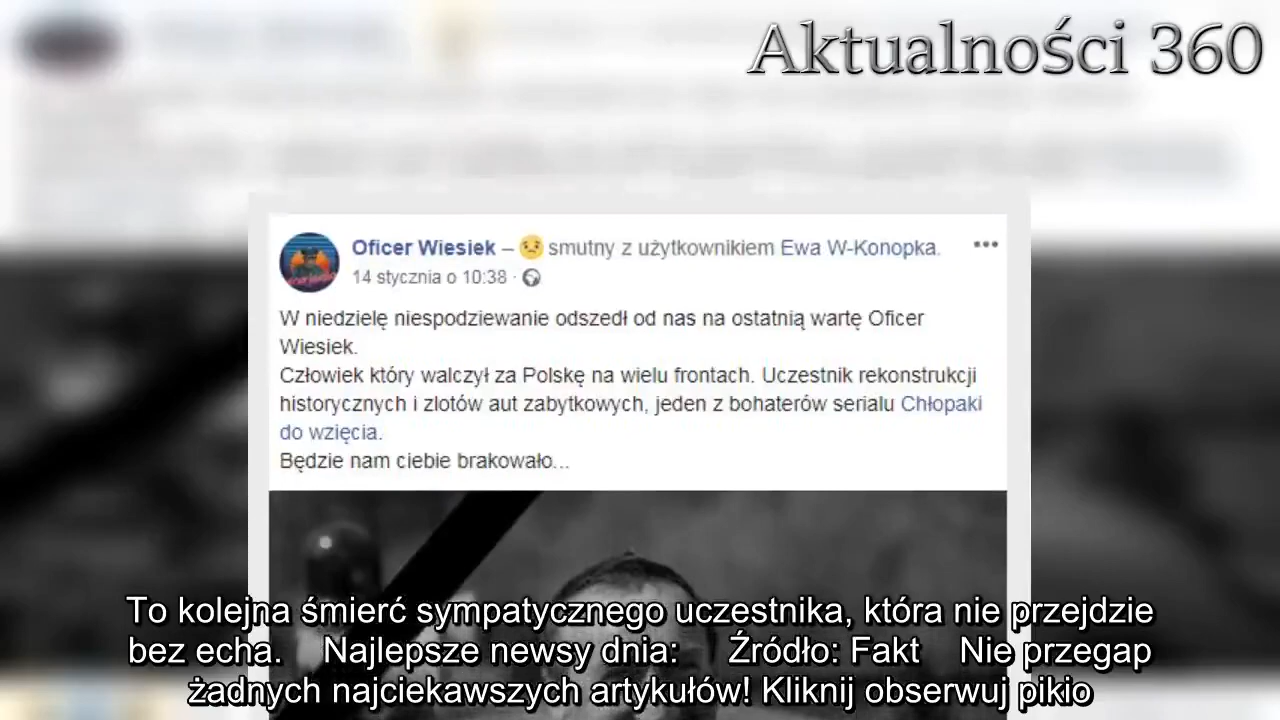 Aktualności 360
Oficer Wiesiek – 😟 smutny z użytkownikiem Ewa W-Konopka.
14 stycznia o 10:38 ·
W niedzielę niespodziewanie odszedł od nas na ostatnią wartę Oficer
Wiesiek.
Człowiek który walczył za Polskę na wielu frontach. Uczestnik rekonstrukcji
historycznych i zlotów aut zabytkowych, jeden z bohaterów serialu Chłopaki
do wzięcia.
Będzie nam ciebie brakowało...
To kolejna śmierć sympatycznego uczestnika, która nie przejdzie
bez echa. Najlepsze newsy dnia: Źródło: Fakt Nie przegap
żadnych najciekawszych artykułów! Kliknij obserwuj pikio